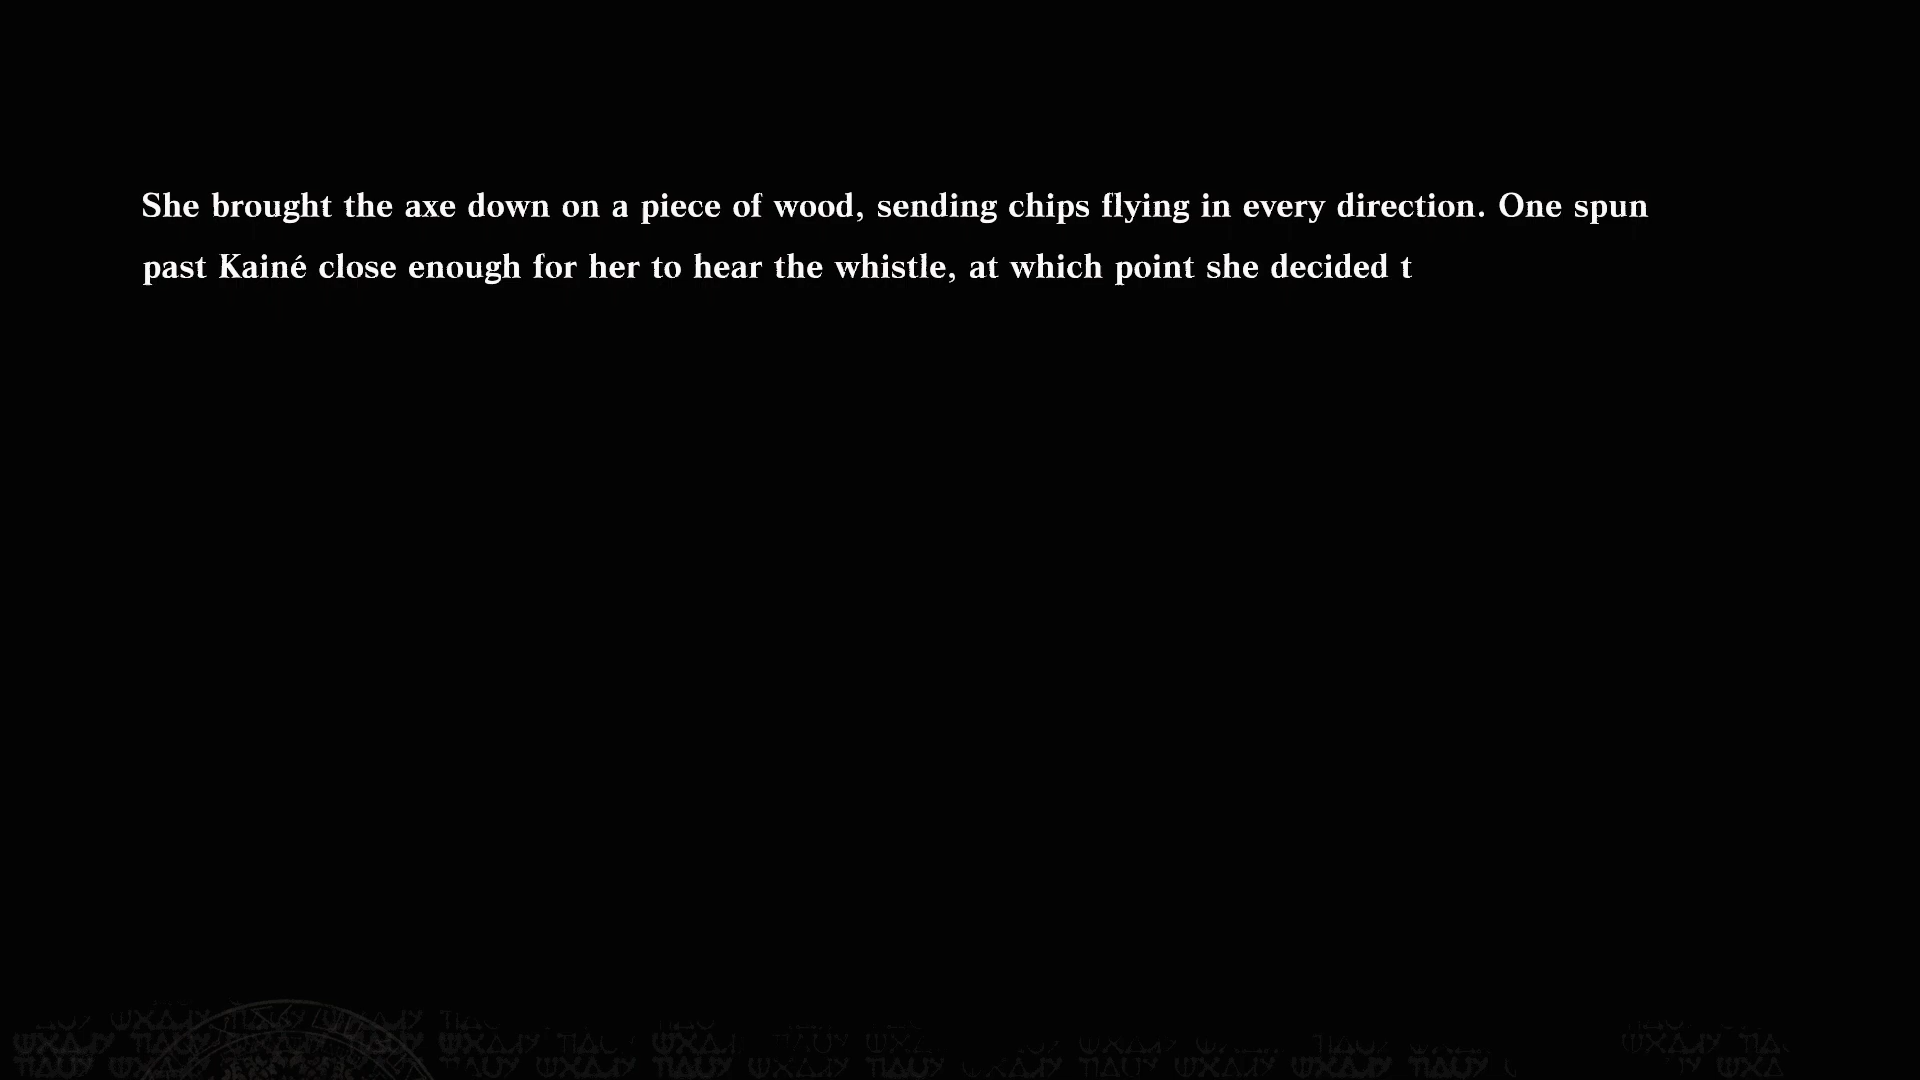 She brought the axe down on a piece of wood, sending chips flying in every direction. One spun
past Kainé close enough for her to hear the whistle, at which point she decided t